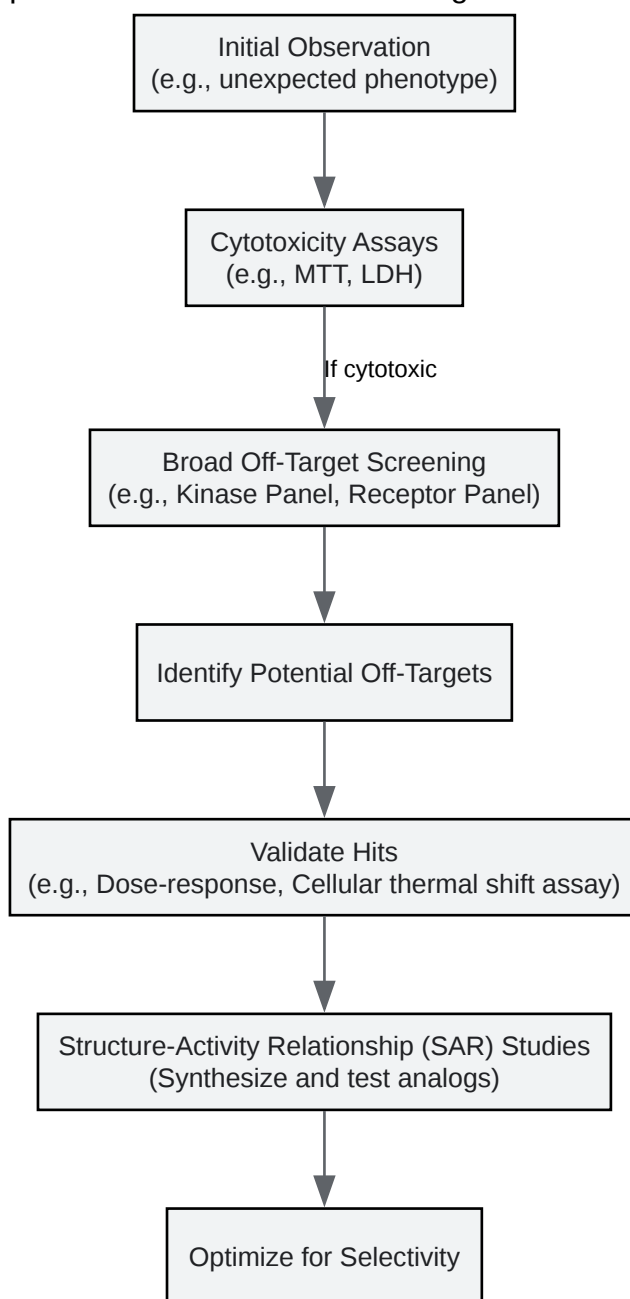 Initial Observation
(e.g., unexpected phenotype)
Cytotoxicity Assays
(e.g., MTT, LDH)
If cytotoxic
Broad Off-Target Screening
(e.g., Kinase Panel, Receptor Panel)
Identify Potential Off-Targets
Validate Hits
(e.g., Dose-response, Cellular thermal shift assay)
Structure-Activity Relationship (SAR) Studies
(Synthesize and test analogs)
Optimize for Selectivity